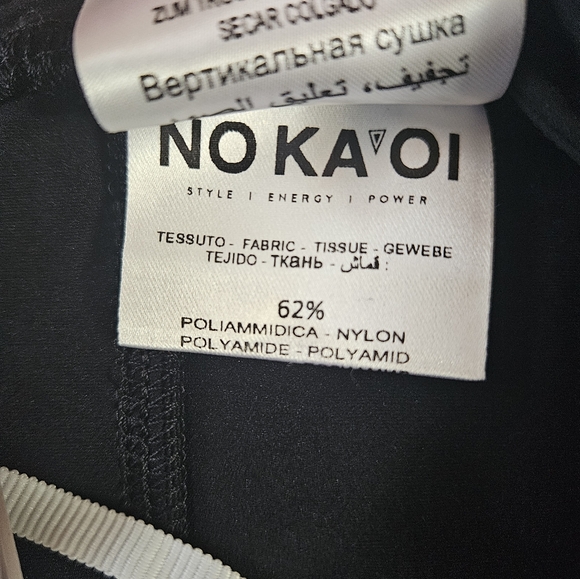 SECAR COLGADO
Вертикальная сушка
NO KA'OI
STYLE | ENERGY | POWER
TESSUTO - FABRIC - TISSUE - GEWEBE
TEJIDO - ТКАНЬ - قماش :
62%
POLIAMMIDICA - NYLON
POLYAMIDE - POLYAMID